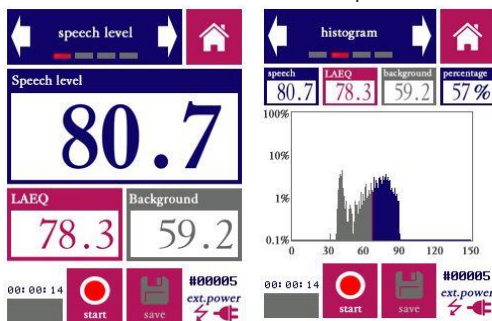 speech level
Speech level
80.7
LAEQ
78.3
Background
59.2
00:00:14
start
save
#00005
ext.power
histogram
speech
80.7
LAEQ
78.3
background
59.2
percentage
57 %
100%
10%
1%
0.1%
0 30 60 90 120 150
00:00:14
start
save
#00005
ext.power